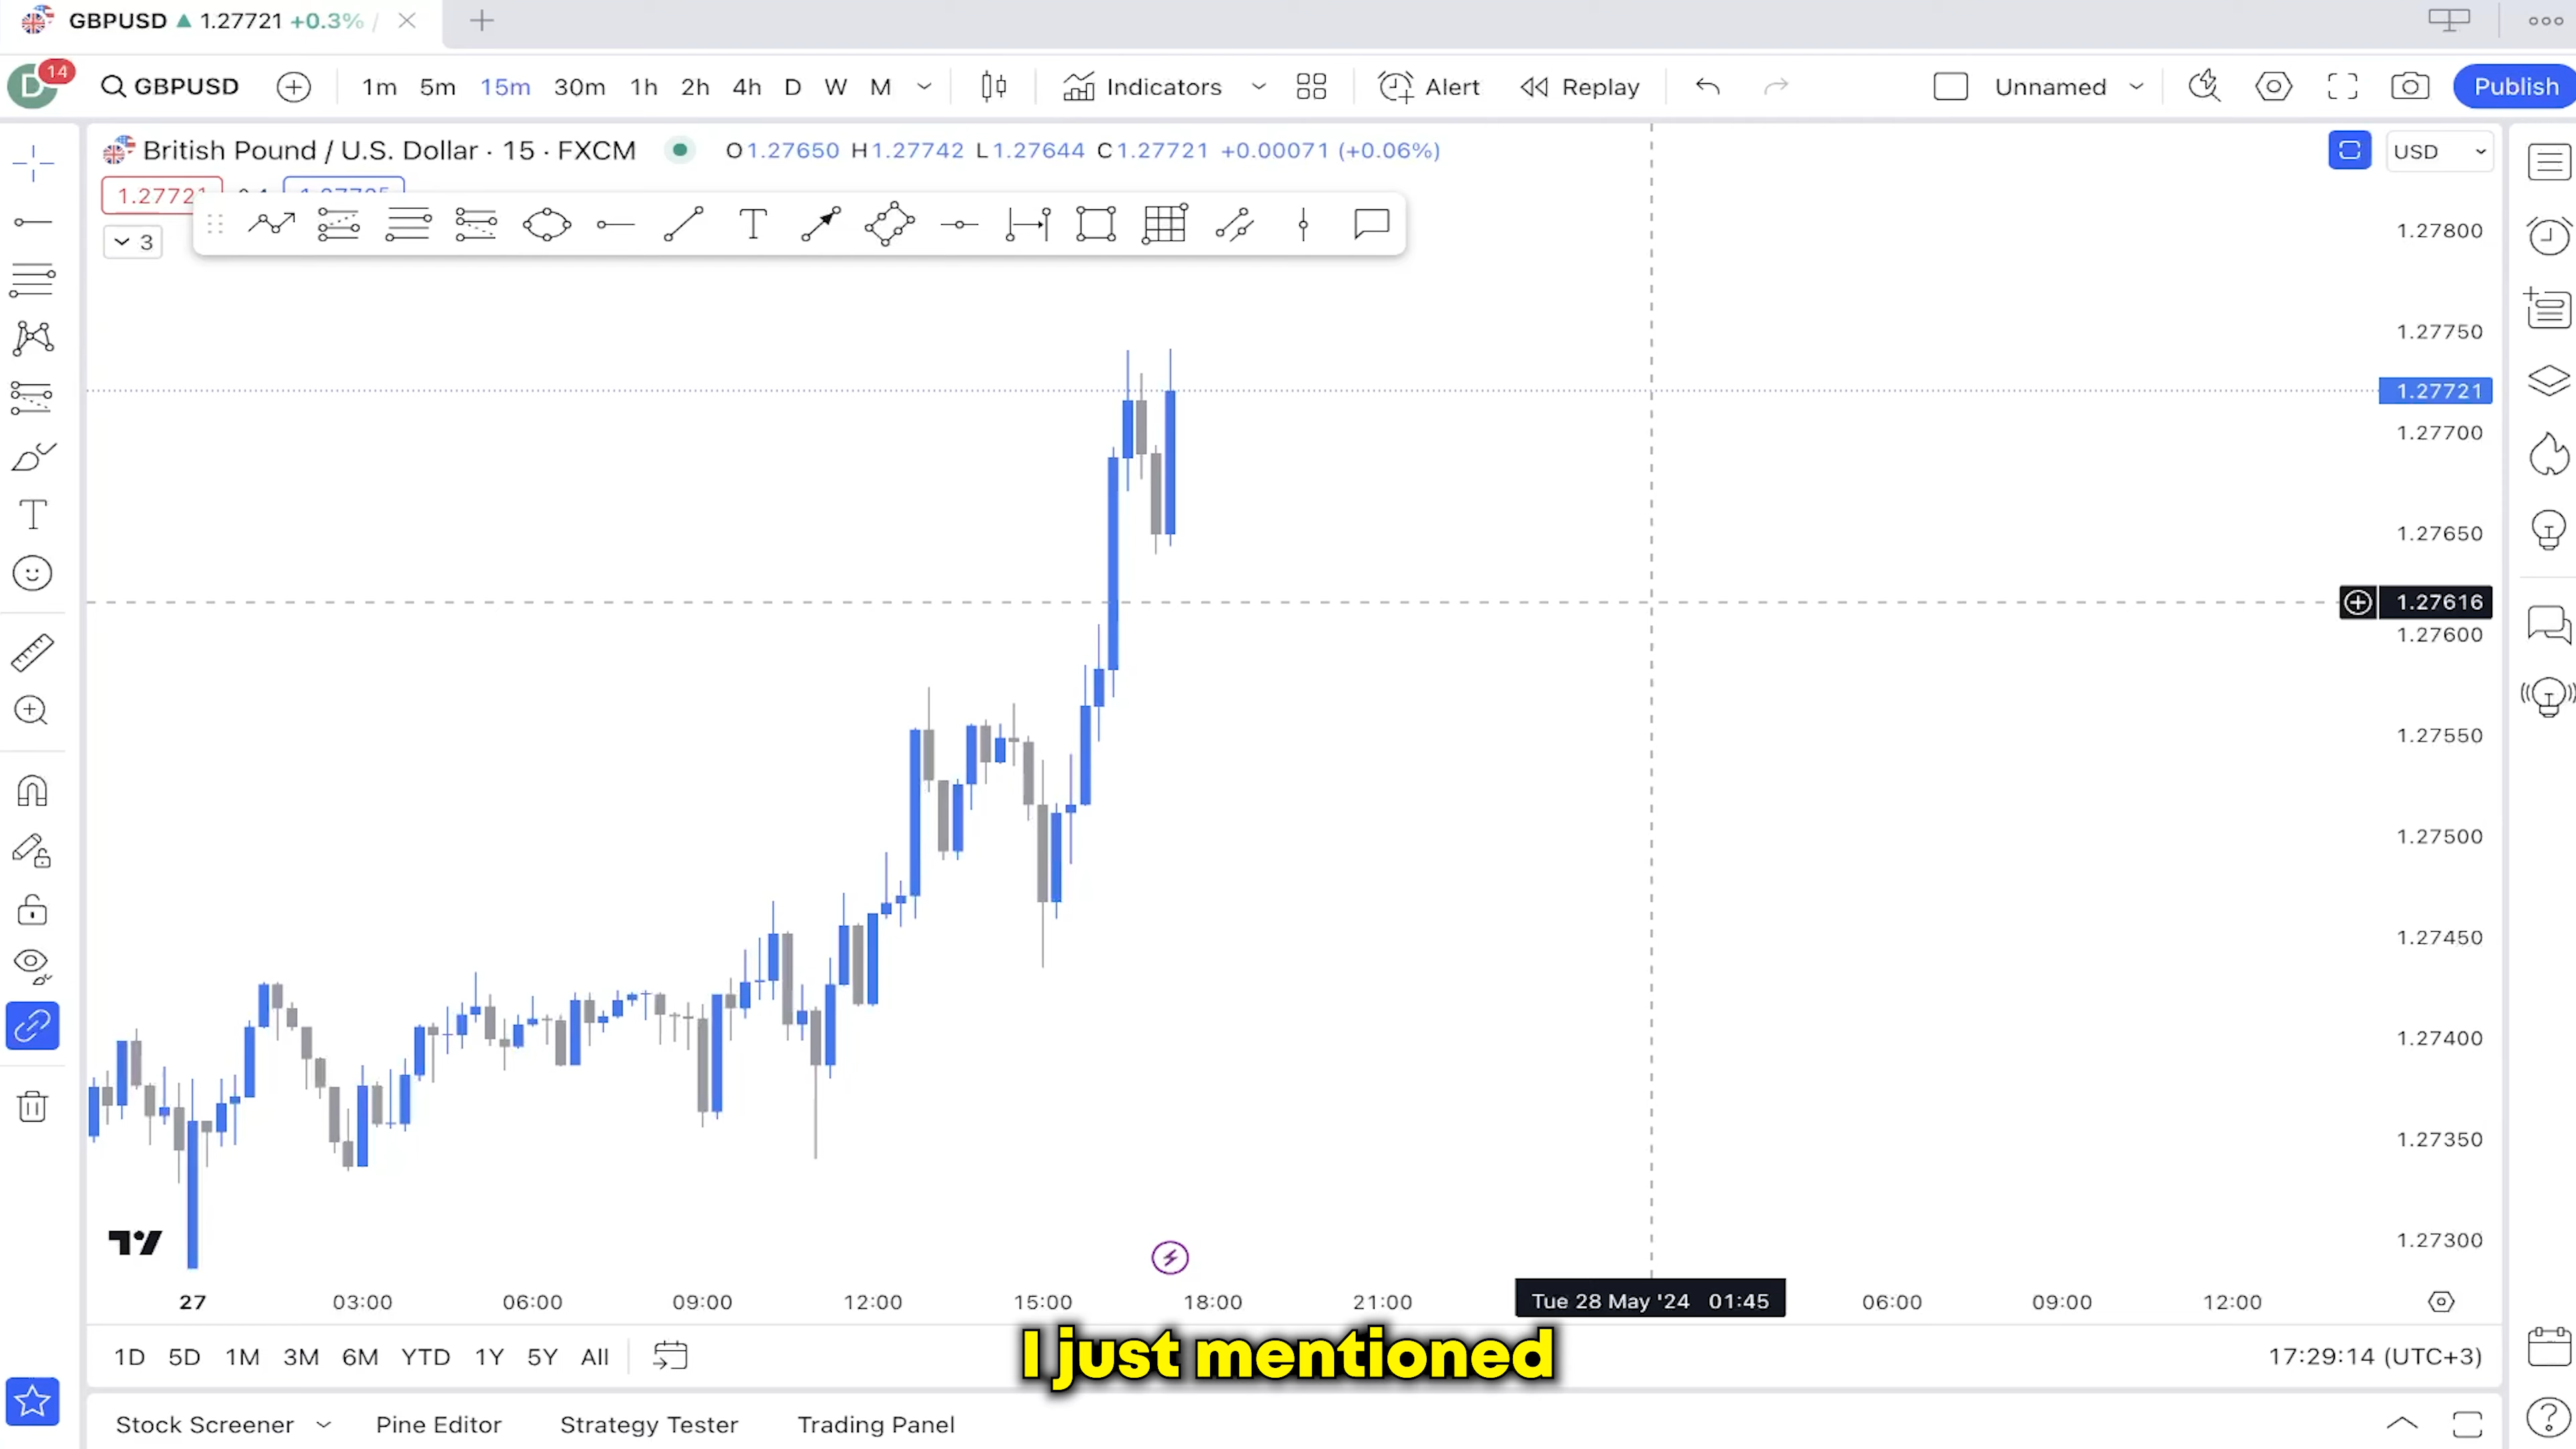 GBPUSD ▲ 1.27721 +0.3% /
D 14 GBPUSD 1m 5m 15m 30m 1h 2h 4h D W M Indicators Alert Replay Unnamed Publish
British Pound / U.S. Dollar · 15 · FXCM O1.27650 H1.27742 L1.27644 C1.27721 +0.00071 (+0.06%) USD
1.27721
3
1.27800
1.27750
1.27721
1.27700
1.27650
1.27616
1.27600
1.27550
1.27500
1.27450
1.27400
1.27350
1.27300
27 03:00 06:00 09:00 12:00 15:00 18:00 21:00 Tue 28 May '24 01:45 06:00 09:00 12:00
1D 5D 1M 3M 6M YTD 1Y 5Y All 17:29:14 (UTC+3)
I just mentioned
Stock Screener Pine Editor Strategy Tester Trading Panel